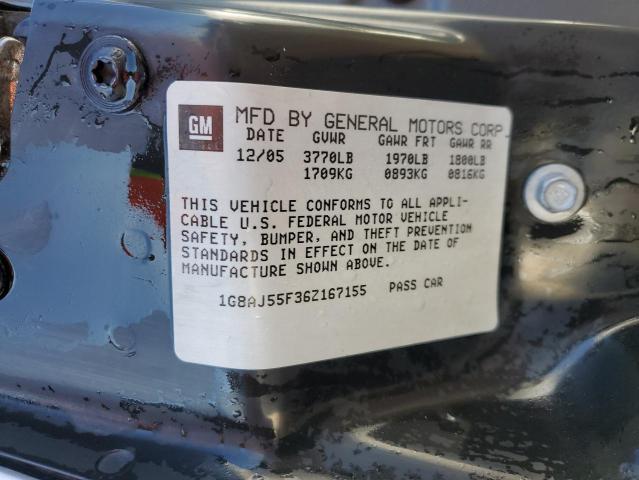 GM
MFD BY GENERAL MOTORS CORP.
DATE GVWR GAWR FRT GAWR RR
12/05 3770LB 1970LB 1800LB
1709KG 0893KG 0816KG
THIS VEHICLE CONFORMS TO ALL APPLI-
CABLE U.S. FEDERAL MOTOR VEHICLE
SAFETY, BUMPER, AND THEFT PREVENTION
STANDARDS IN EFFECT ON THE DATE OF
MANUFACTURE SHOWN ABOVE.
1G8AJ55F36Z167155 PASS CAR